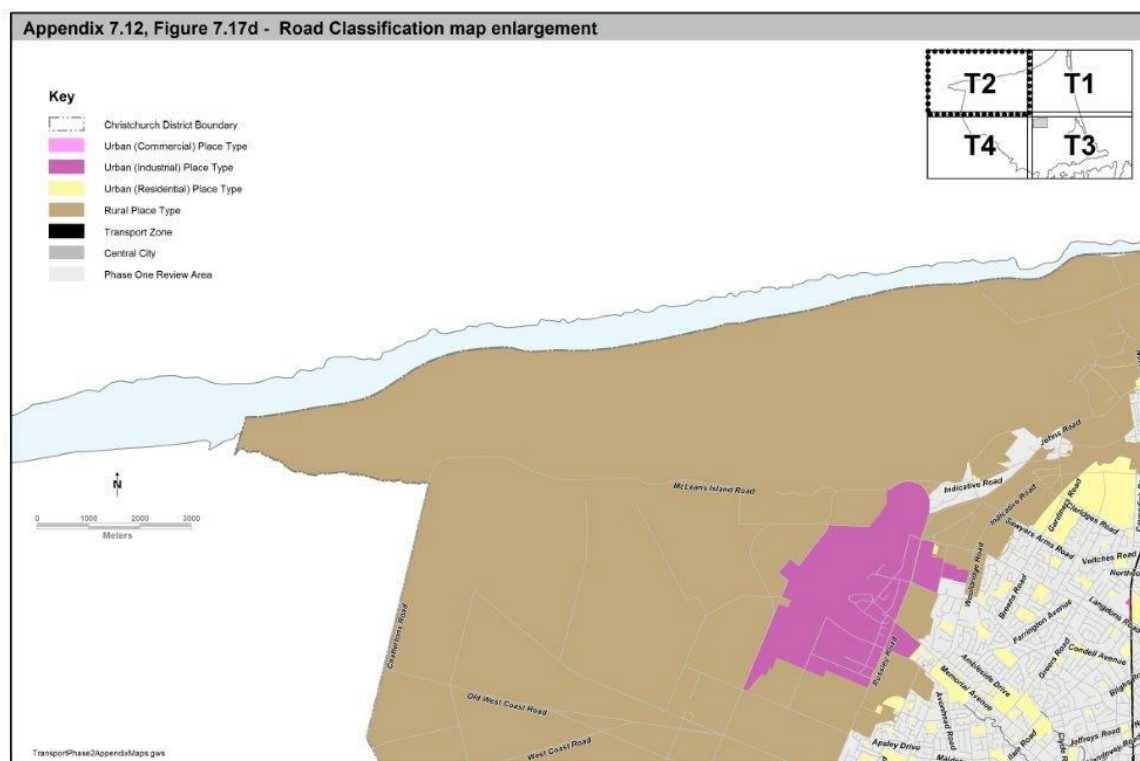 Appendix 7.12, Figure 7.17d - Road Classification map enlargement
T2
T1
T4
T3
Key
Christchurch District Boundary
Urban (Commercial) Place Type
Urban (Industrial) Place Type
Urban (Residential) Place Type
Rural Place Type
Transport Zone
Central City
Phase One Review Area
N
0 1000 2000 3000
Meters
Johns Road
McLeans Island Road
Indicative Road
Indicative Road
Gardiners Road
Claridges Road
Sawyers Arms Road
Veitches Road
Wooldridge Road
Breens Road
Farrington Avenue
Langdons Road
Chattertons Road
Greers Road
Condell Avenue
Russley Road
Ambleside Drive
Memorial Avenue
Old West Coast Road
Avonhead Road
West Coast Road
Apsley Drive
Jeffreys Road
TransportPhase2AppendixMaps.gws